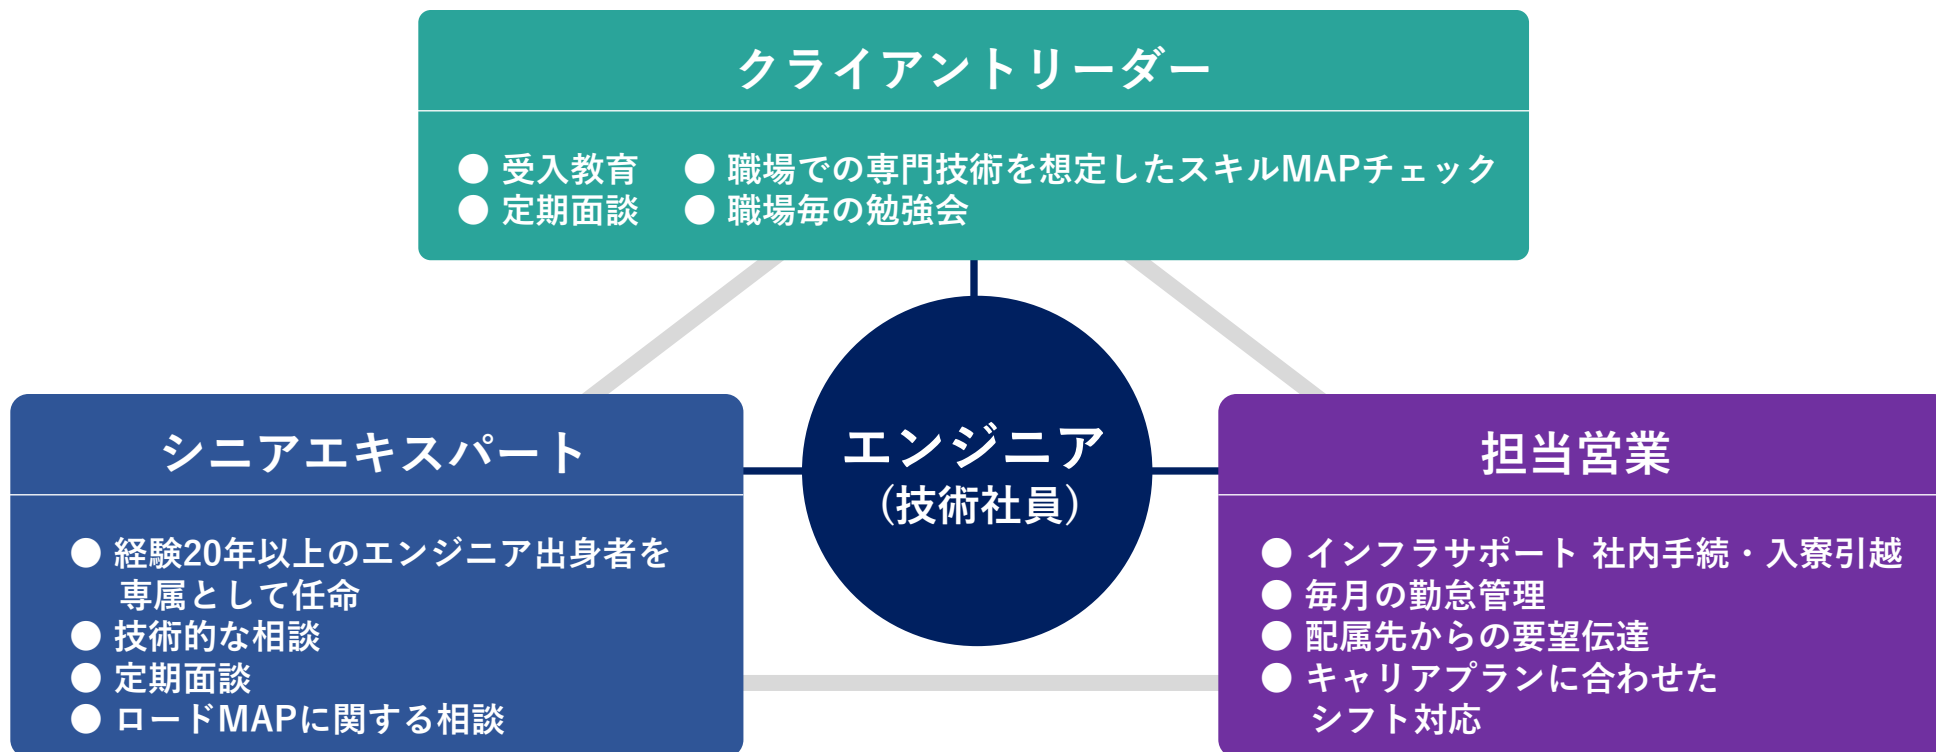 クライアントリーダー
● 受入教育 ● 職場での専門技術を想定したスキルMAPチェック
● 定期面談 ● 職場毎の勉強会
エンジニア
（技術社員）
シニアエキスパート
● 経験20年以上のエンジニア出身者を
専属として任命
● 技術的な相談
● 定期面談
● ロードMAPに関する相談
担当営業
● インフラサポート 社内手続・入寮引越
● 毎月の勤怠管理
● 配属先からの要望伝達
● キャリアプランに合わせた
シフト対応